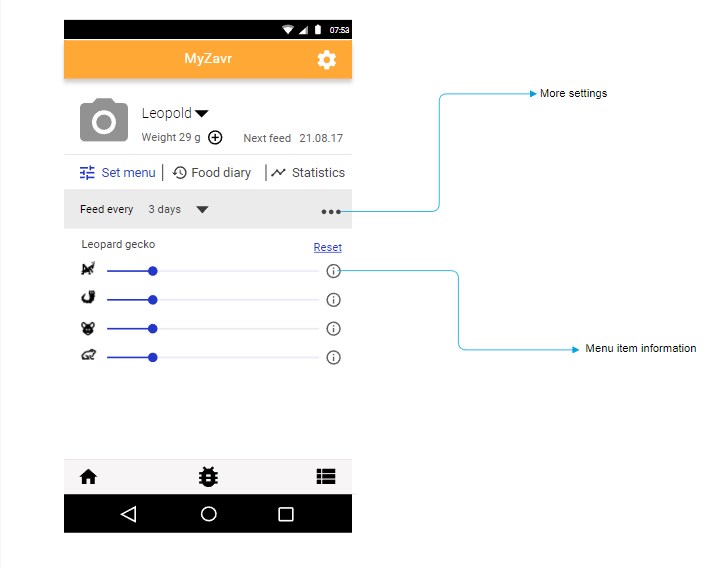 07:53
MyZavr
Leopold
Weight 29 g Next feed 21.08.17
Set menu | Food diary | Statistics
Feed every 3 days
Leopard gecko
Reset
More settings
Menu item information